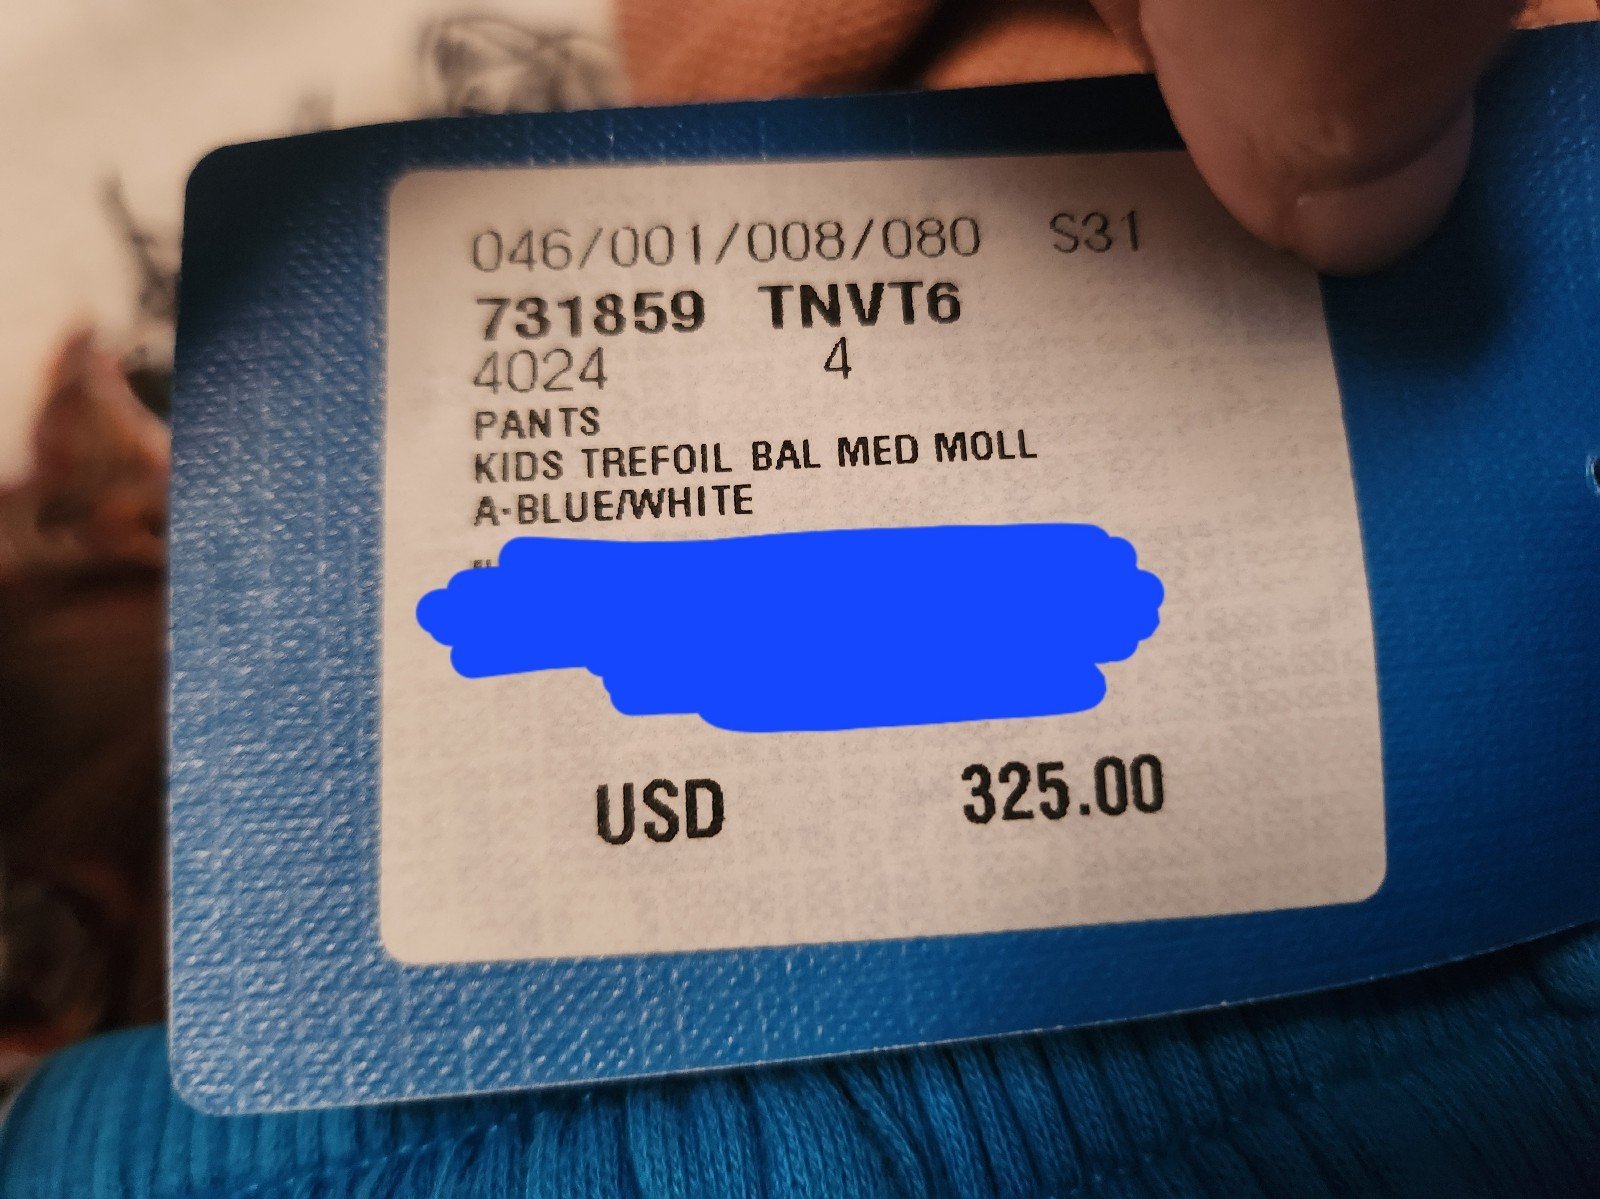 046/001/008/080 S31
731859 TNVT6
4024 4
PANTS
KIDS TREFOIL BAL MED MOLL
A-BLUE/WHITE
USD 325.00